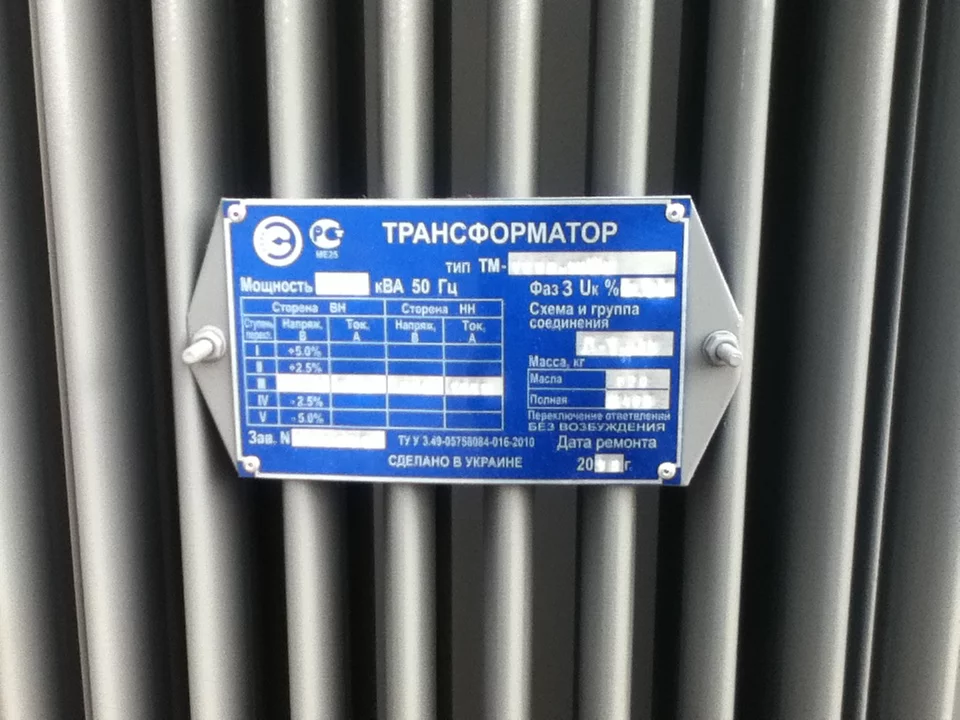 ТРАНСФОРМАТОР
МЕ25
тип ТМ-
Мощность кВА 50 Гц
Фаз 3 Uк %
Сторона ВН Сторона НН
Схема и группа
соединения
Ступень Напряж. Ток, Напряж. Ток,
перекл. В А В А
I +5.0%
II +2.5%
III
IV -2.5%
V -5.0%
Масса, кг
Масла
Полная
Переключение ответвлений
БЕЗ ВОЗБУЖДЕНИЯ
Зав. N ТУ У 3.49-05758084-016-2010
Дата ремонта
СДЕЛАНО В УКРАИНЕ
20 г.